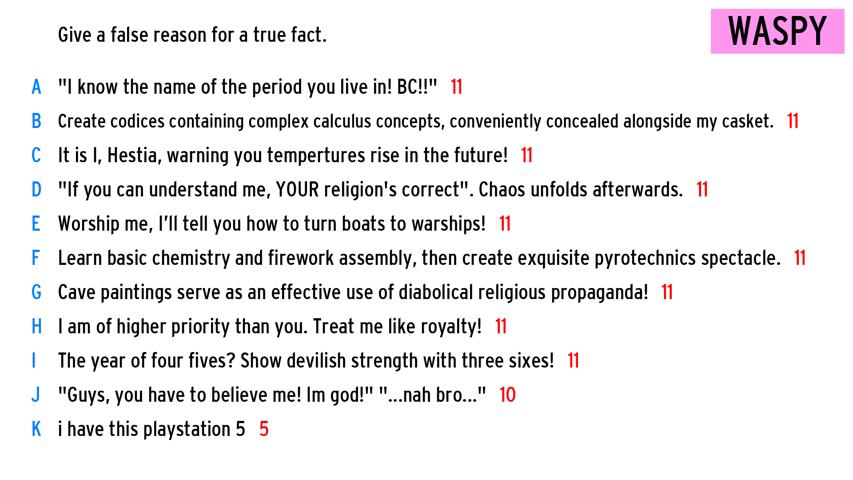 Give a false reason for a true fact.
WASPY
A "I know the name of the period you live in! BC!!" 11
B Create codices containing complex calculus concepts, conveniently concealed alongside my casket. 11
C It is I, Hestia, warning you tempertures rise in the future! 11
D "If you can understand me, YOUR religion's correct". Chaos unfolds afterwards. 11
E Worship me, I'll tell you how to turn boats to warships! 11
F Learn basic chemistry and firework assembly, then create exquisite pyrotechnics spectacle. 11
G Cave paintings serve as an effective use of diabolical religious propaganda! 11
H I am of higher priority than you. Treat me like royalty! 11
I The year of four fives? Show devilish strength with three sixes! 11
J "Guys, you have to believe me! Im god!" "...nah bro..." 10
K i have this playstation 5 5